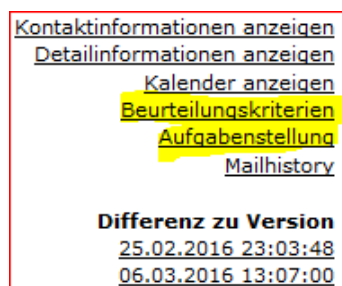 Kontaktinformationen anzeigen
Detailinformationen anzeigen
Kalender anzeigen
Beurteilungskriterien
Aufgabenstellung
Mailhistory
Differenz zu Version
25.02.2016 23:03:48
06.03.2016 13:07:00